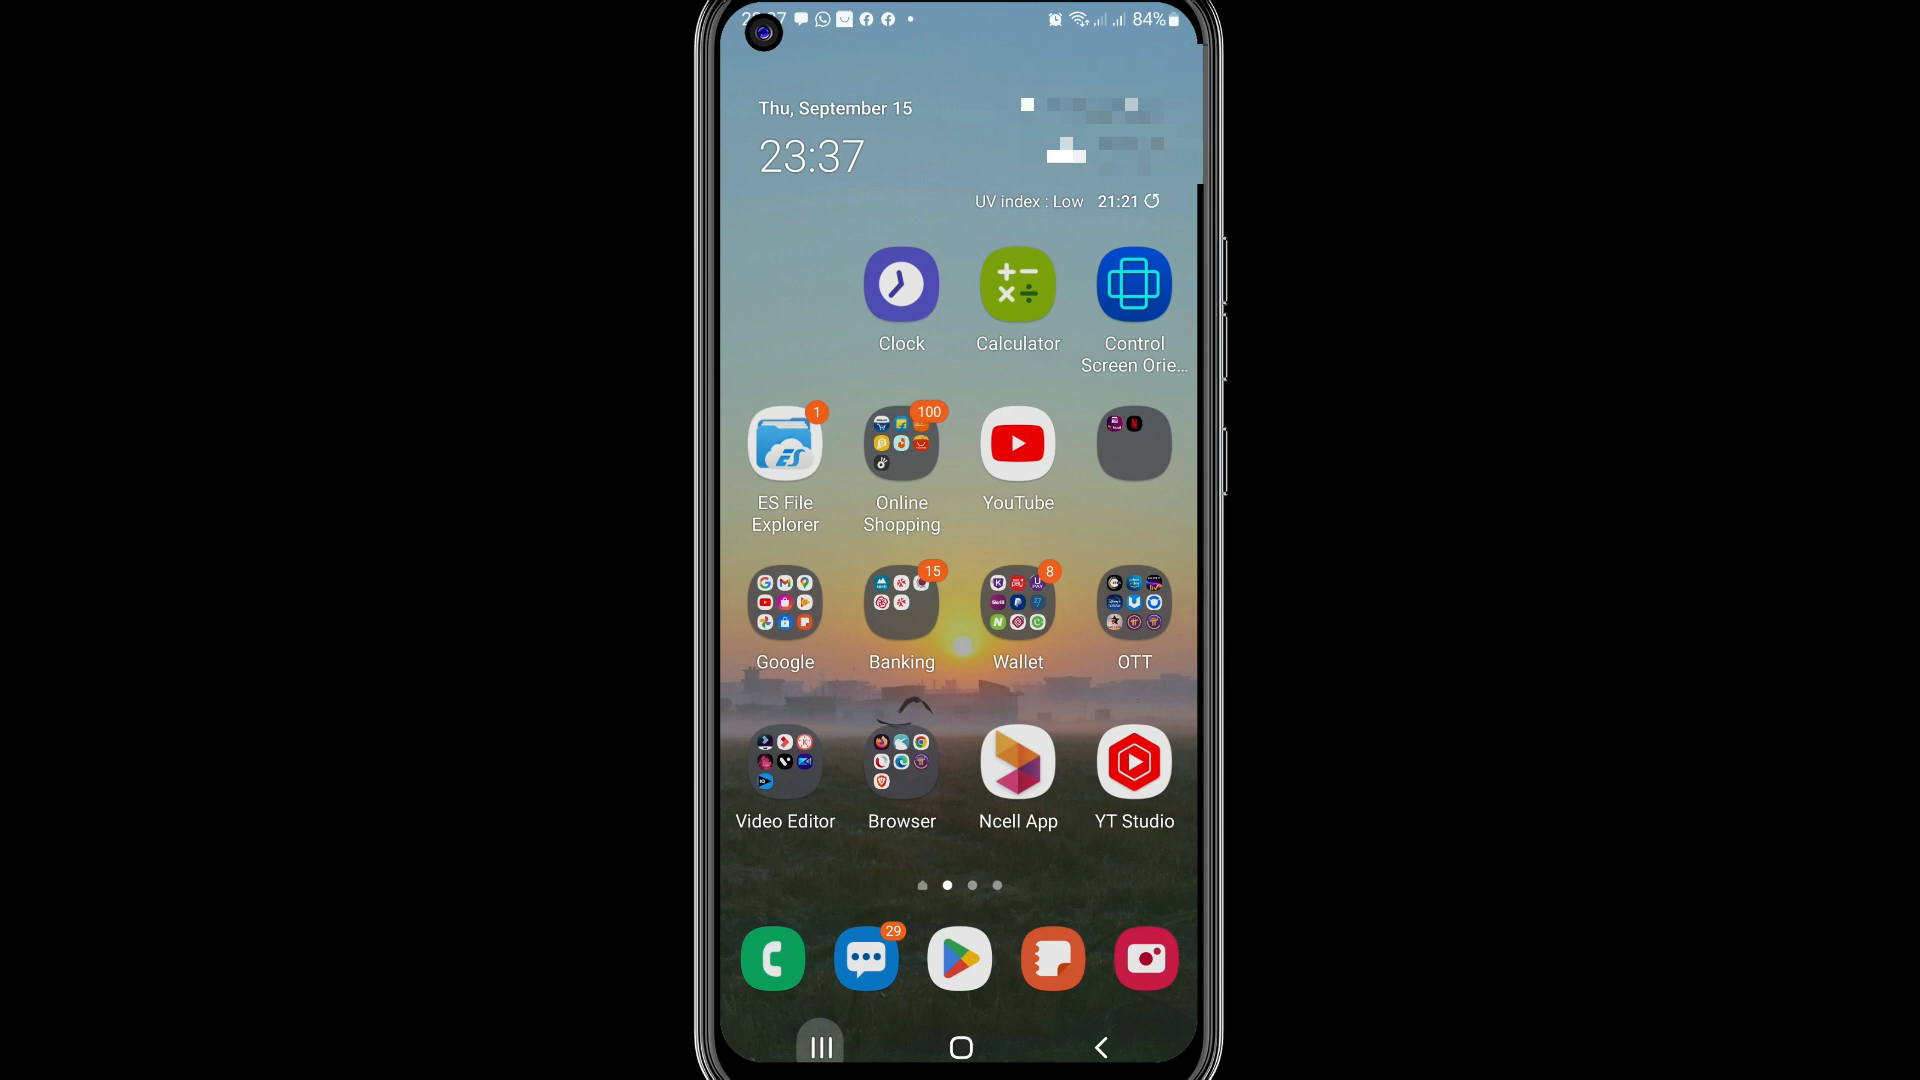 84%
Thu, September 15
23:37
UV index : Low 21:21
Clock
Calculator
Control
Screen Orie...
1
100
ES File
Explorer
Online
Shopping
YouTube
15
8
Google
Banking
Wallet
OTT
Video Editor
Browser
Ncell App
YT Studio
29